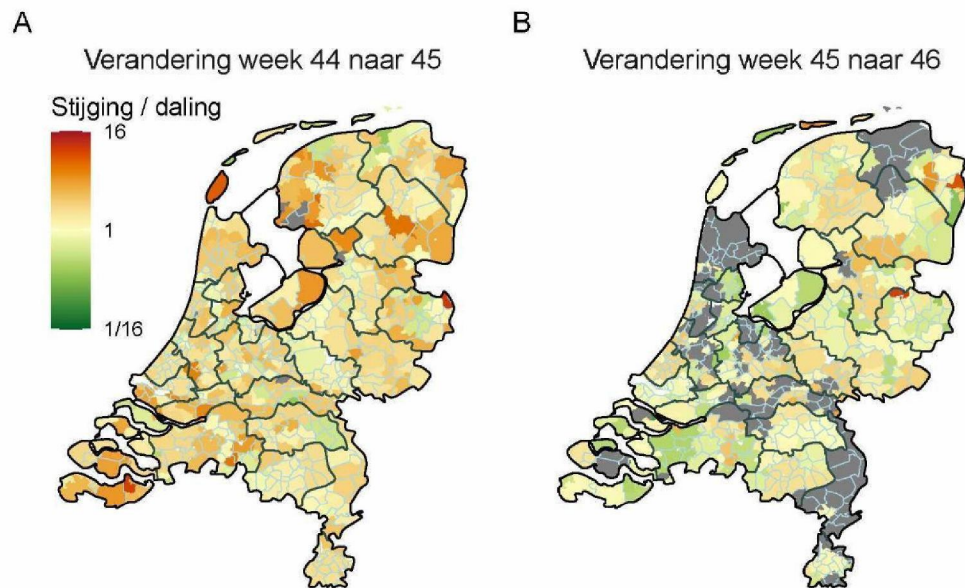 A
Verandering week 44 naar 45
Stijging / daling
16
1
1/16
B
Verandering week 45 naar 46